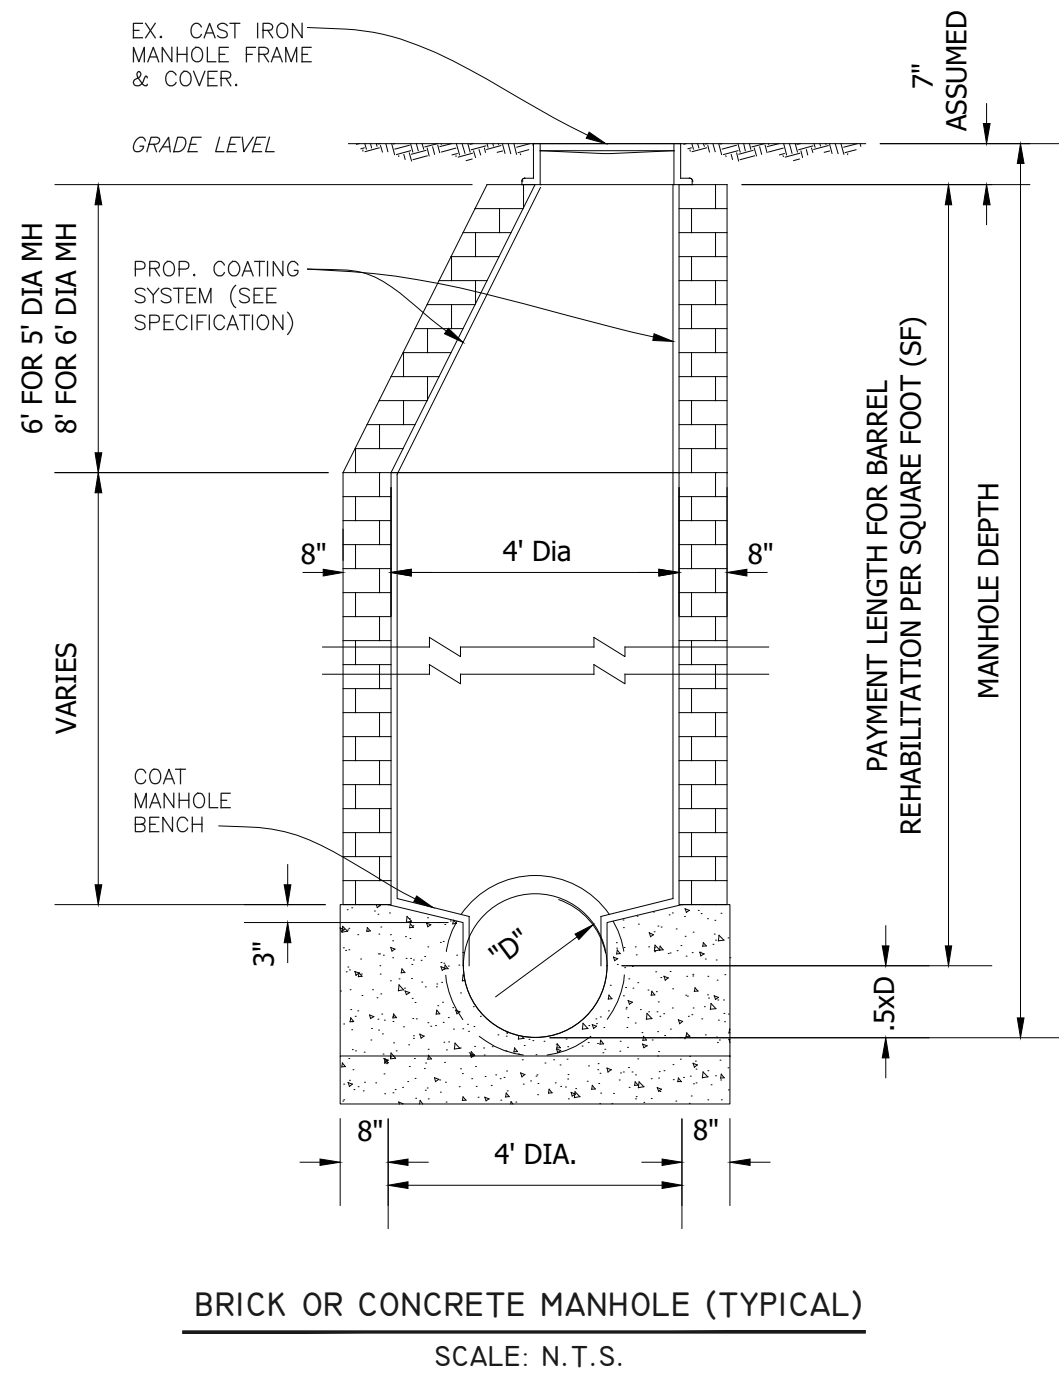 EX. CAST IRON
MANHOLE FRAME
& COVER.
7"
ASSUMED
GRADE LEVEL
6' FOR 5' DIA MH
8' FOR 6' DIA MH
PROP. COATING
SYSTEM (SEE
SPECIFICATION)
PAYMENT LENGTH FOR BARREL
REHABILITATION PER SQUARE FOOT (SF)
MANHOLE DEPTH
8"
4' Dia
8"
VARIES
COAT
MANHOLE
BENCH
3"
"D"
.5xD
8"
4' DIA.
8"
BRICK OR CONCRETE MANHOLE (TYPICAL)
SCALE: N.T.S.